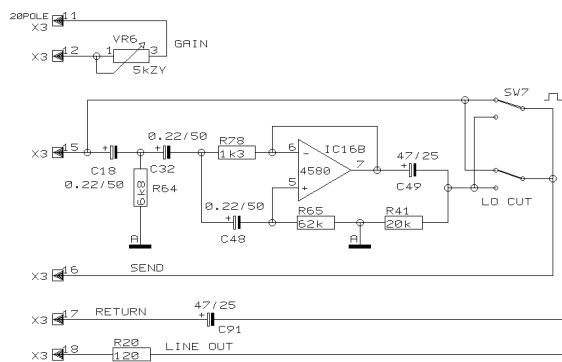 20POLE
X3 11
GAIN
VR6
X3 12
1 3
5kZY
SW7
0.22/50
R78
IC16B
X3 15
1k3
6 -
4580
7
47/25
C18
C32
0.22/50
6k8
R64
5 +
C49
0.22/50
R65
R41
LO CUT
A
C48
62k
A
20k
X3 16
SEND
47/25
X3 17
RETURN
C91
R20
LINE OUT
X3 18
120